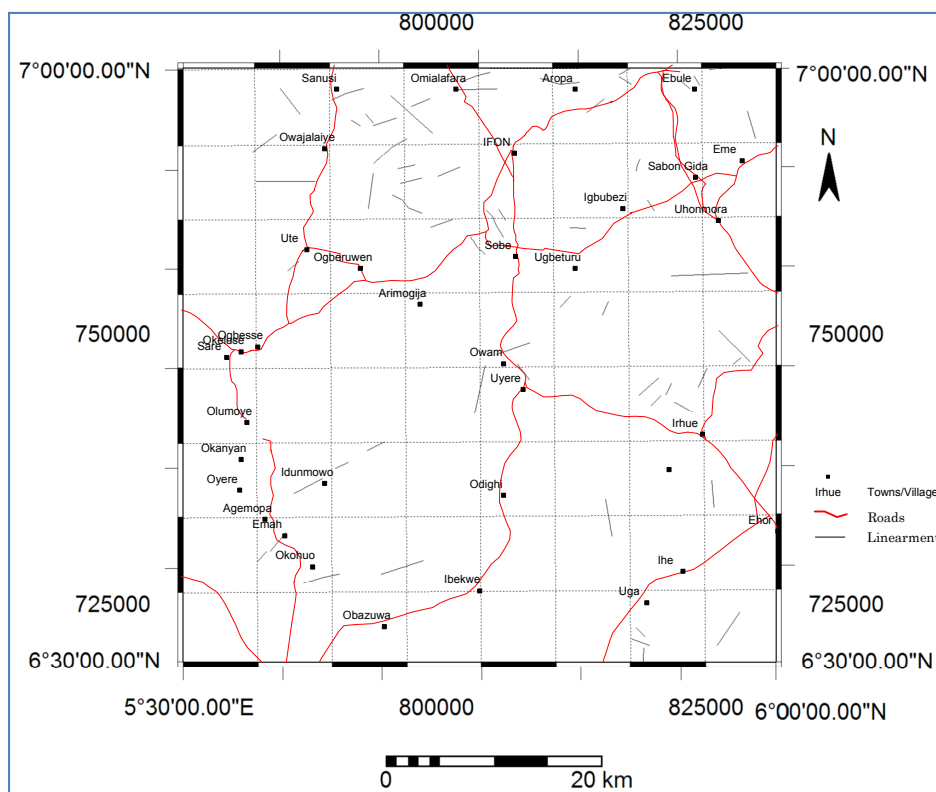 800000 825000
7°00'00.00"N 7°00'00.00"N
Sanusi Omialafara Aropa Ebule
N
Owajalaiye IFON Eme
Sabon Gida
Igbubezi
Uhonmora
Ute Sobe
Ogberuwen Ugbeturu
Arimogija
750000 750000
Ogbesse
Okeluse
Sare Owam
Uyere
Olumoye Irhue
Okanyan
Oyere Idunmowo Odighi
Irhue Towns/Village
Agemopa Roads
Emah Ehor
Linearment
Okohuo Ihe
Ibekwe
Uga
725000 725000
Obazuwa
6°30'00.00"N 6°30'00.00"N
5°30'00.00"E 800000 825000 6°00'00.00"N
0 20 km